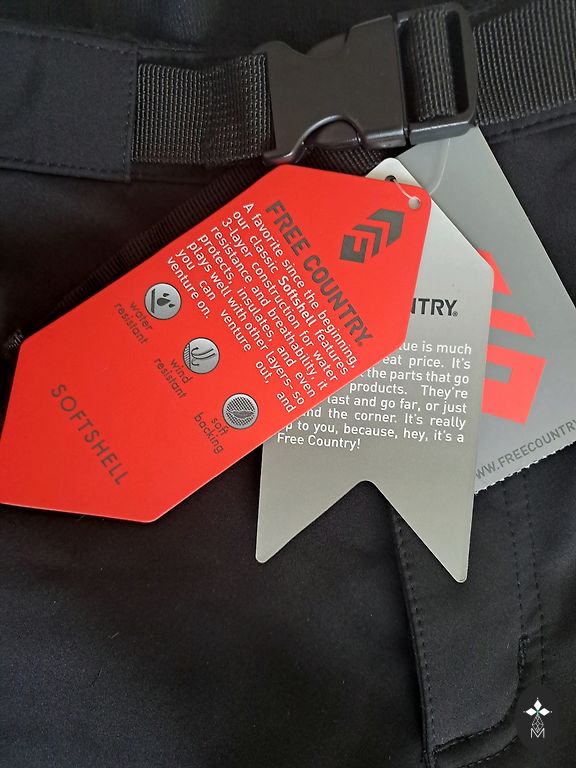 FREE COUNTRY®
A favorite since the beginning,
our classic Softshell features
3-layer construction for water
resistance and breathability. It
protects, insulates, and even
plays well with other layers- so
you can venture out, and
venture on.
water
resistant
wind
resistant
soft
backing
SOFTSHELL
NTRY®
is much
price. It's
the parts that go
products. They're
last and go far, or just
the corner. It's really
to you, because, hey, it's a
Free Country!
WWW.FREECOUNTRY
M